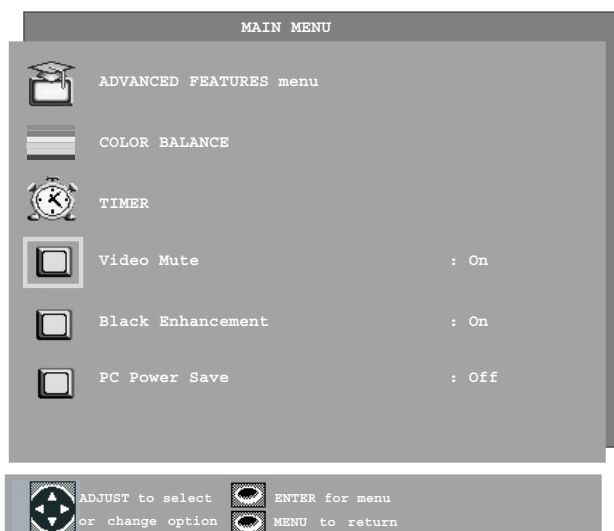 MAIN MENU
ADVANCED FEATURES menu
COLOR BALANCE
TIMER
Video Mute : On
Black Enhancement : On
PC Power Save : Off
ADJUST to select ENTER for menu
or change option MENU to return